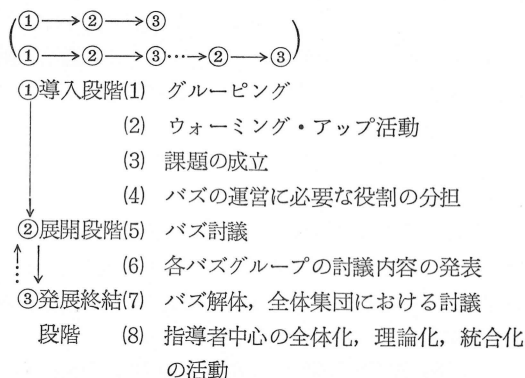 ①→②→③
①→②→③…→②→③
①導入段階(1) グルーピング
(2) ウォーミング・アップ活動
(3) 課題の成立
(4) バズの運営に必要な役割の分担
②展開段階(5) バズ討議
(6) 各バズグループの討議内容の発表
③発展終結(7) バズ解体，全体集団における討議
段階 (8) 指導者中心の全体化，理論化，統合化
の活動